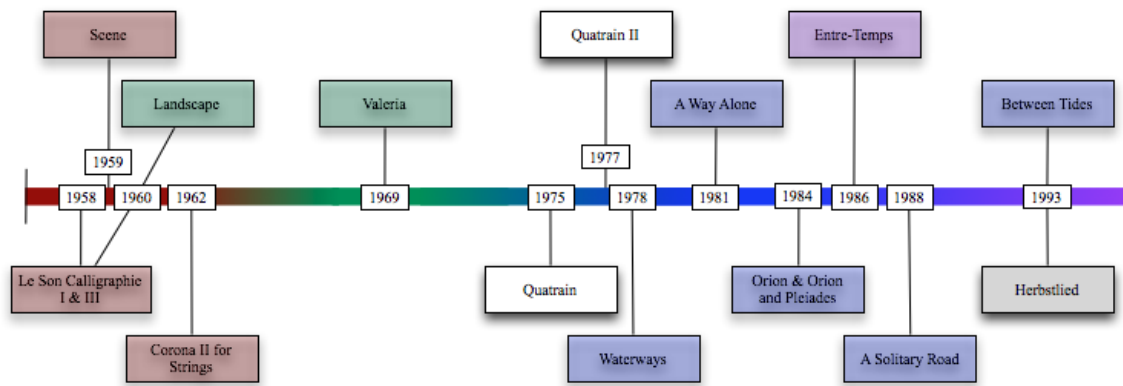 Scene
Quatrain II
Entre-Temps
Landscape
Valeria
A Way Alone
Between Tides
1959
1977
1958
1960
1962
1969
1975
1978
1981
1984
1986
1988
1993
Le Son Calligraphie
I & III
Quatrain
Orion & Orion
and Pleiades
Herbstlied
Corona II for
Strings
Waterways
A Solitary Road